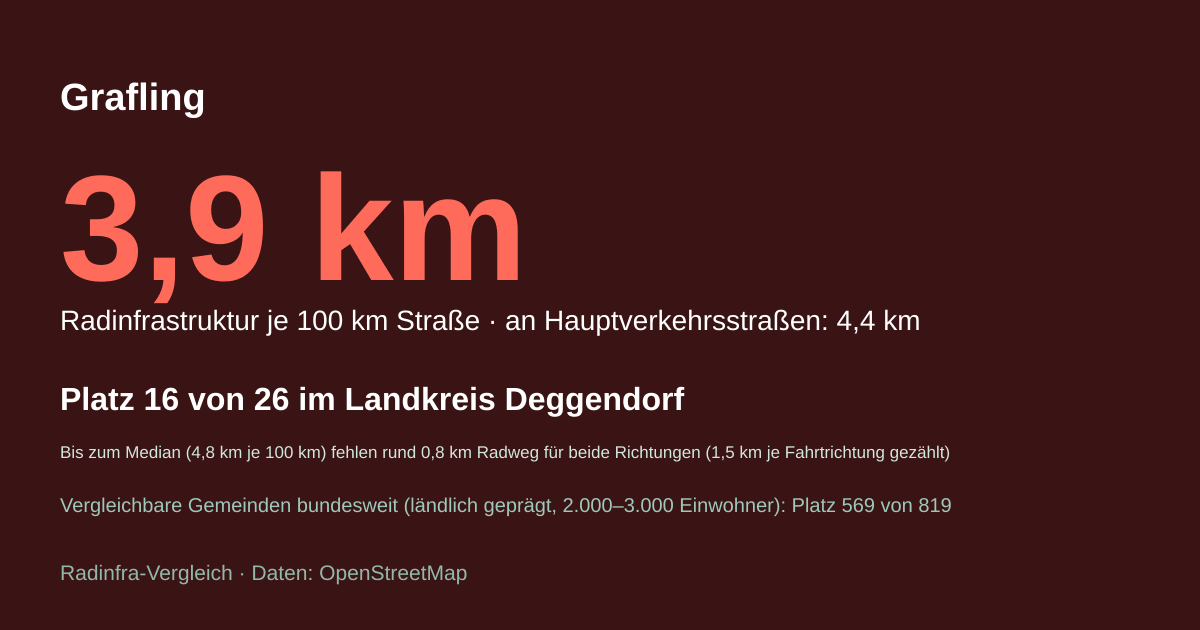 Grafling
3,9 km
Radinfrastruktur je 100 km Straße · an Hauptverkehrsstraßen: 4,4 km
Platz 16 von 26 im Landkreis Deggendorf
Bis zum Median (4,8 km je 100 km) fehlen rund 0,8 km Radweg für beide Richtungen (1,5 km je Fahrtrichtung gezählt)
Vergleichbare Gemeinden bundesweit (ländlich geprägt, 2.000–3.000 Einwohner): Platz 569 von 819
Radinfra-Vergleich · Daten: OpenStreetMap